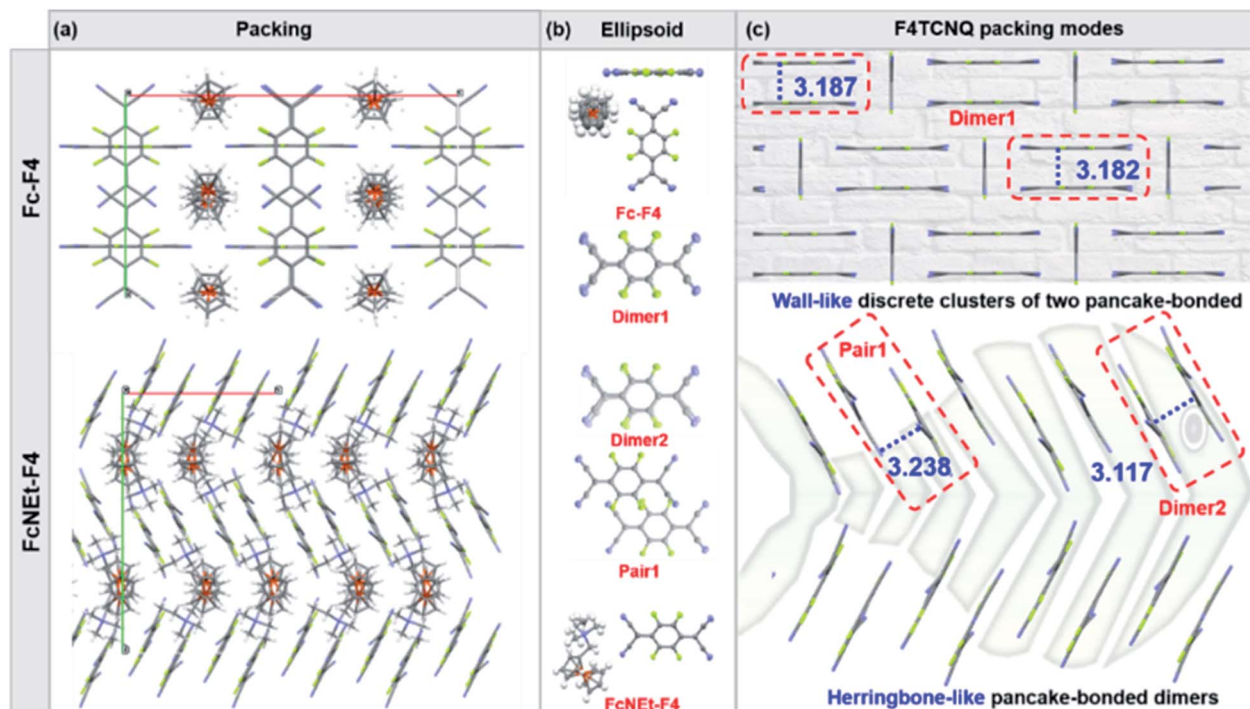 (a) Packing
(b) Ellipsoid
(c) F4TCNQ packing modes
Fc-F4
FcNEt-F4
Fc-F4
Dimer1
Dimer2
Pair1
FcNEt-F4
3.187
Dimer1
3.182
Wall-like discrete clusters of two pancake-bonded
Pair1
3.238
3.117
Dimer2
Herringbone-like pancake-bonded dimers